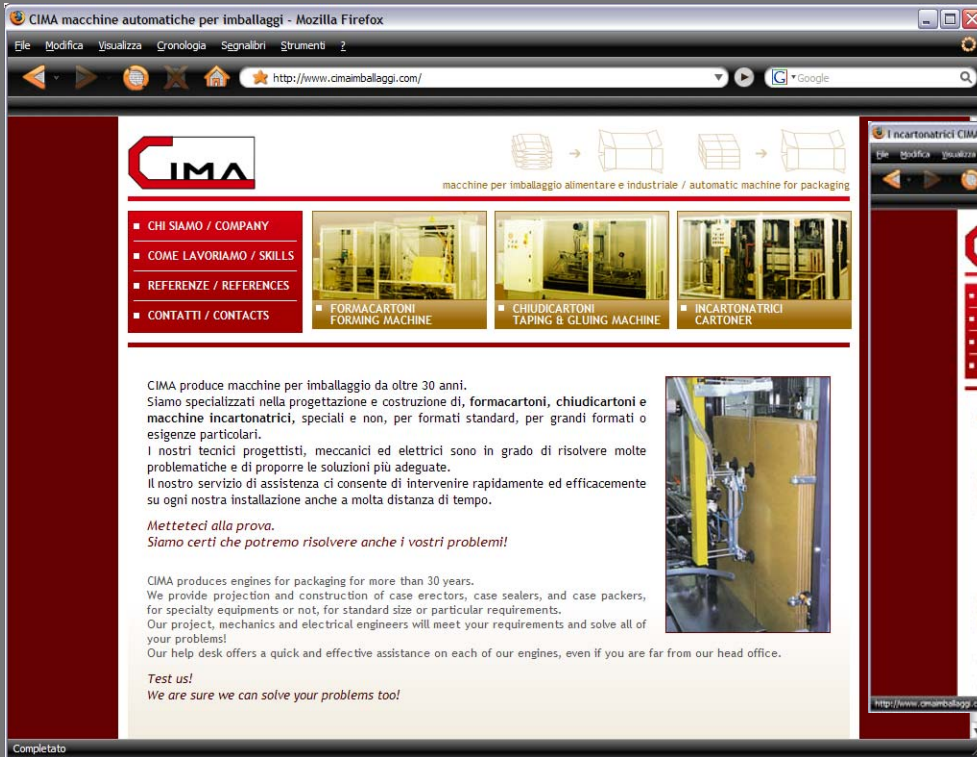 CIMA macchine automatiche per imballaggi - Mozilla Firefox
File Modifica Visualizza Cronologia Segnalibri Strumenti ?
http://www.cimaimballaggi.com/
G Google
CIMA
macchine per imballaggio alimentare e industriale / automatic machine for packaging
CHI SIAMO / COMPANY
COME LAVORIAMO / SKILLS
REFERENZE / REFERENCES
CONTATTI / CONTACTS
FORMACARTONI
FORMING MACHINE
CHIUDICARTONI
TAPING & GLUING MACHINE
INCARTONATRICI
CARTONER
CIMA produce macchine per imballaggio da oltre 30 anni.
Siamo specializzati nella progettazione e costruzione di, formacartoni, chiudicartoni e
macchine incartonatrici, speciali e non, per formati standard, per grandi formati o
esigenze particolari.
I nostri tecnici progettisti, meccanici ed elettrici sono in grado di risolvere molte
problematiche e di proporre le soluzioni più adeguate.
Il nostro servizio di assistenza ci consente di intervenire rapidamente ed efficacemente
su ogni nostra installazione anche a molta distanza di tempo.
Metteteci alla prova.
Siamo certi che potremo risolvere anche i vostri problemi!
CIMA produces engines for packaging for more than 30 years.
We provide projection and construction of case erectors, case sealers, and case packers,
for specialty equipments or not, for standard size or particular requirements.
Our project, mechanics and electrical engineers will meet your requirements and solve all of
your problems!
Our help desk offers a quick and effective assistance on each of our engines, even if you are far from our head office.
Test us!
We are sure we can solve your problems too!
Completato
I ncartonatrici CIMA
File Modifica Visualizza
http://www.cimaimballaggi.c